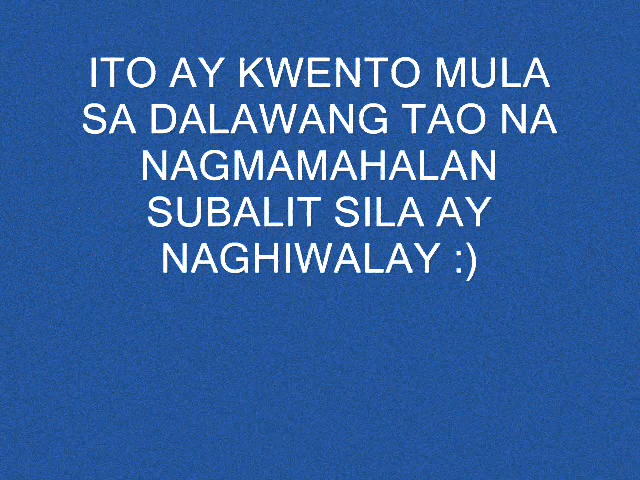 ITO AY KWENTO MULA
SA DALAWANG TAO NA
NAGMAMAHALAN
SUBALIT SILA AY
NAGHIWALAY :)